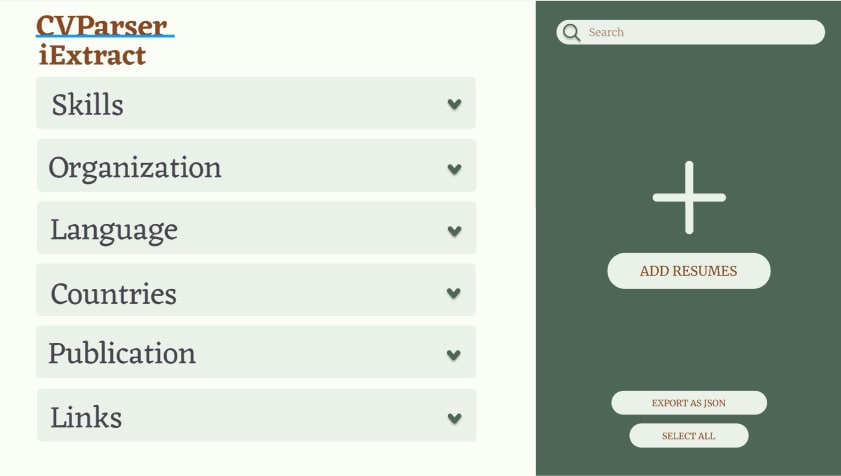 CVParser
iExtract
Skills
Organization
Language
Countries
Publication
Links
Search
ADD RESUMES
EXPORT AS JSON
SELECT ALL